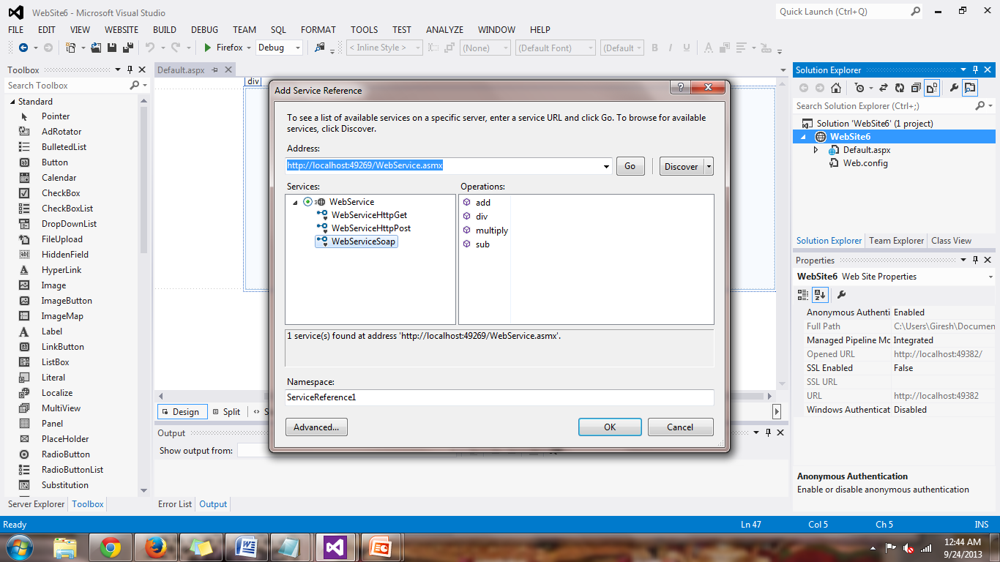 WebSite6 - Microsoft Visual Studio
Quick Launch (Ctrl+Q)
FILE EDIT VIEW WEBSITE BUILD DEBUG TEAM SQL FORMAT TOOLS TEST ANALYZE WINDOW HELP
Firefox Debug < Inline Style > (None) (Default Font) (Default B I U A
Toolbox
Search Toolbox
Standard
Pointer
AdRotator
BulletedList
Button
Calendar
CheckBox
CheckBoxList
DropDownList
FileUpload
HiddenField
HyperLink
Image
ImageButton
ImageMap
Label
LinkButton
ListBox
Literal
Localize
MultiView
Panel
PlaceHolder
RadioButton
RadioButtonList
Substitution
Server Explorer Toolbox
Default.aspx
div
Add Service Reference
To see a list of available services on a specific server, enter a service URL and click Go. To browse for available
services, click Discover.
Address:
http://localhost:49269/WebService.asmx
Go
Discover
Services:
WebService
WebServiceHttpGet
WebServiceHttpPost
WebServiceSoap
Operations:
add
div
multiply
sub
1 service(s) found at address 'http://localhost:49269/WebService.asmx'.
Namespace:
ServiceReference1
Advanced... OK Cancel
Design Split S
Output
Show output from:
Error List Output
Solution Explorer
Search Solution Explorer (Ctrl+;)
Solution 'WebSite6' (1 project)
WebSite6
Default.aspx
Web.config
Solution Explorer Team Explorer Class View
Properties
WebSite6 Web Site Properties
Anonymous Authenti Enabled
Full Path C:\Users\Giresh\Documen
Managed Pipeline Mc Integrated
Opened URL http://localhost:49382/
SSL Enabled False
SSL URL
URL http://localhost:49382
Windows Authenticat Disabled
Anonymous Authentication
Enable or disable anonymous authentication
Ready Ln 47 Col 5 Ch 5 INS
12:44 AM
9/24/2013